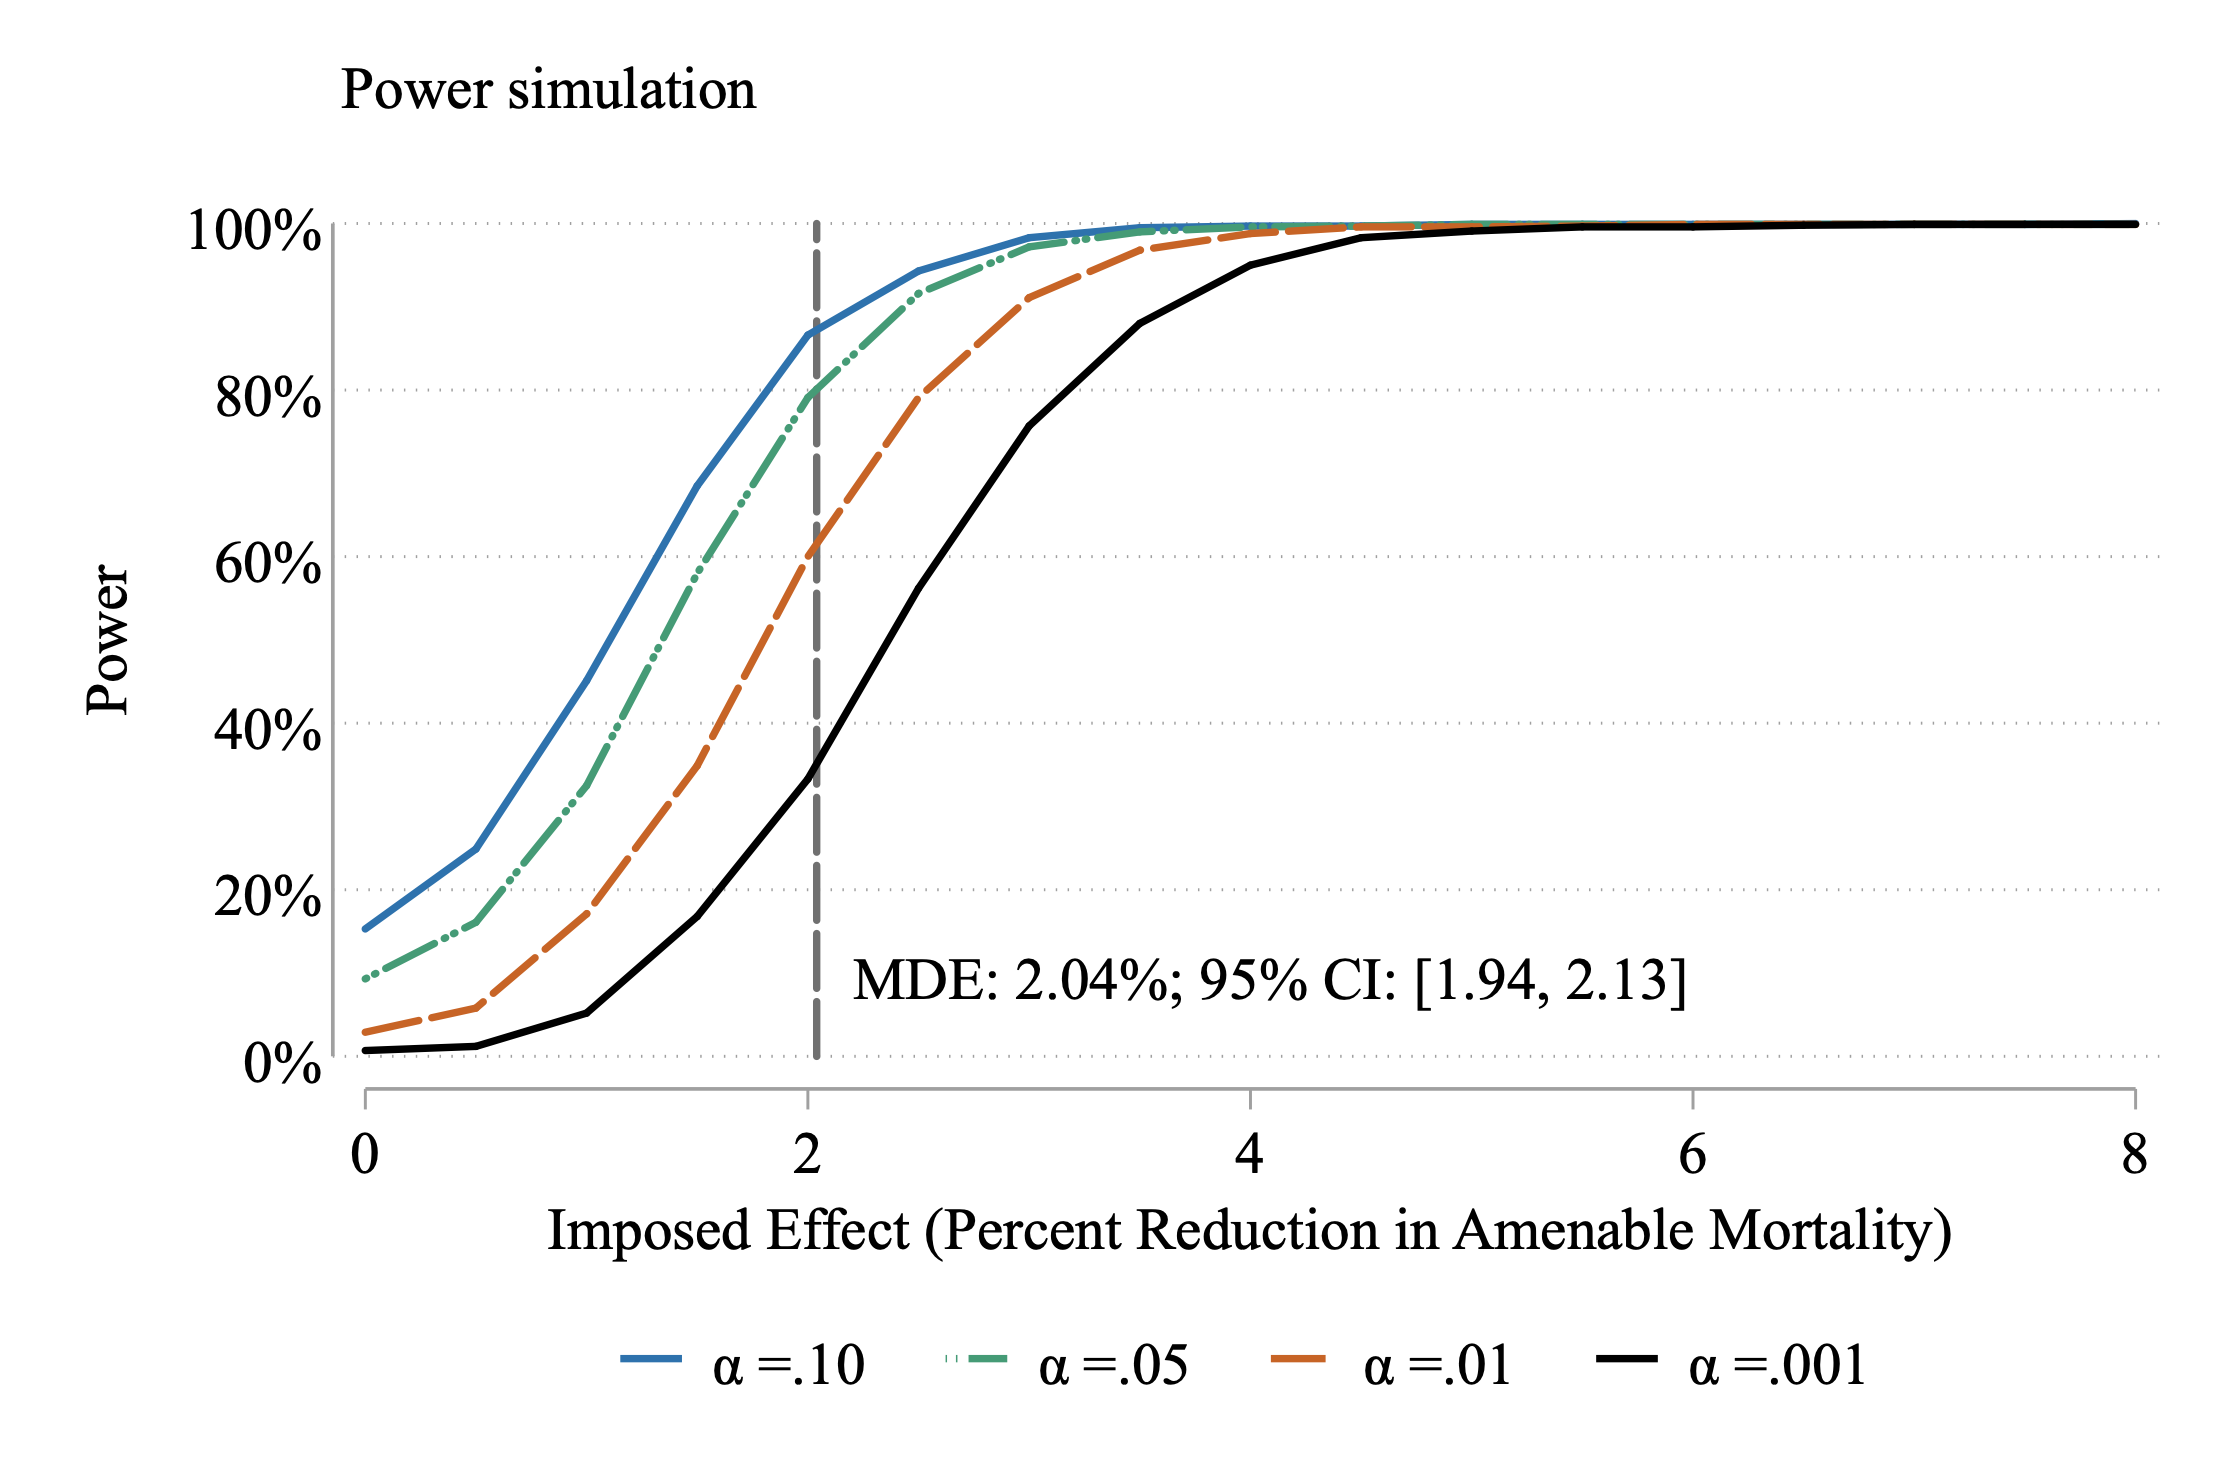 Power simulation
100%
80%
60%
40%
20%
0%
Power
MDE: 2.04%; 95% CI: [1.94, 2.13]
0 2 4 6 8
Imposed Effect (Percent Reduction in Amenable Mortality)
α =.10 α =.05 α =.01 α =.001